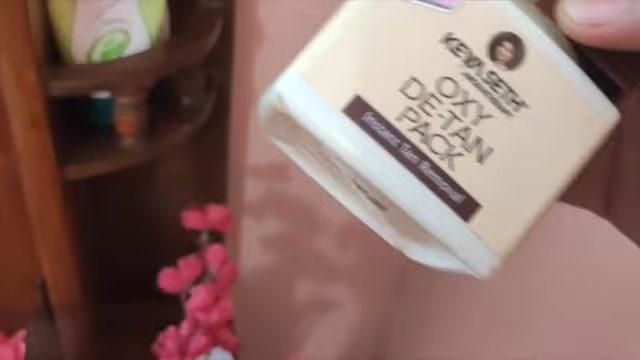 KEYA SETH
OXY
DE-TAN
PACK
Instant Tan Removal